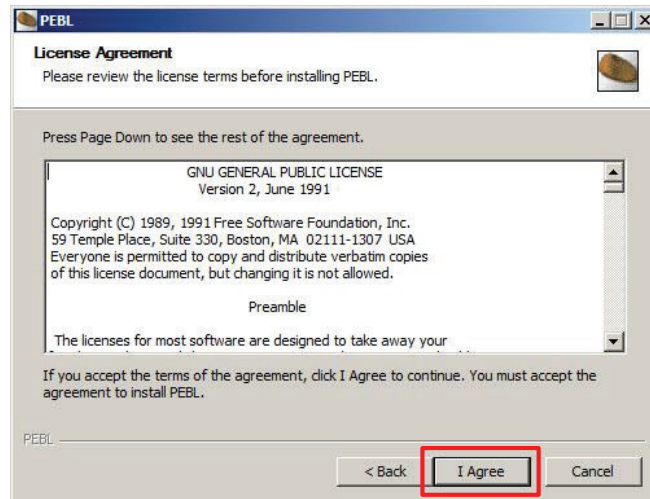 PEBL
License Agreement
Please review the license terms before installing PEBL.
Press Page Down to see the rest of the agreement.
GNU GENERAL PUBLIC LICENSE
Version 2, June 1991
Copyright (C) 1989, 1991 Free Software Foundation, Inc.
59 Temple Place, Suite 330, Boston, MA 02111-1307 USA
Everyone is permitted to copy and distribute verbatim copies
of this license document, but changing it is not allowed.
Preamble
The licenses for most software are designed to take away your
If you accept the terms of the agreement, click I Agree to continue. You must accept the
agreement to install PEBL.
PEBL
< Back I Agree Cancel